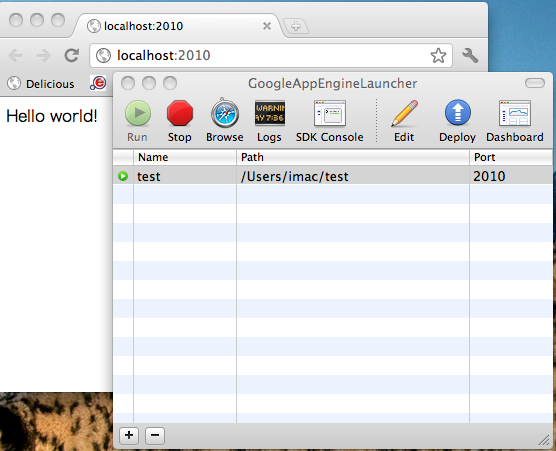 localhost:2010
localhost:2010
Delicious
Hello world!
GoogleAppEngineLauncher
Run Stop Browse Logs SDK Console Edit Deploy Dashboard
Name Path Port
test /Users/imac/test 2010